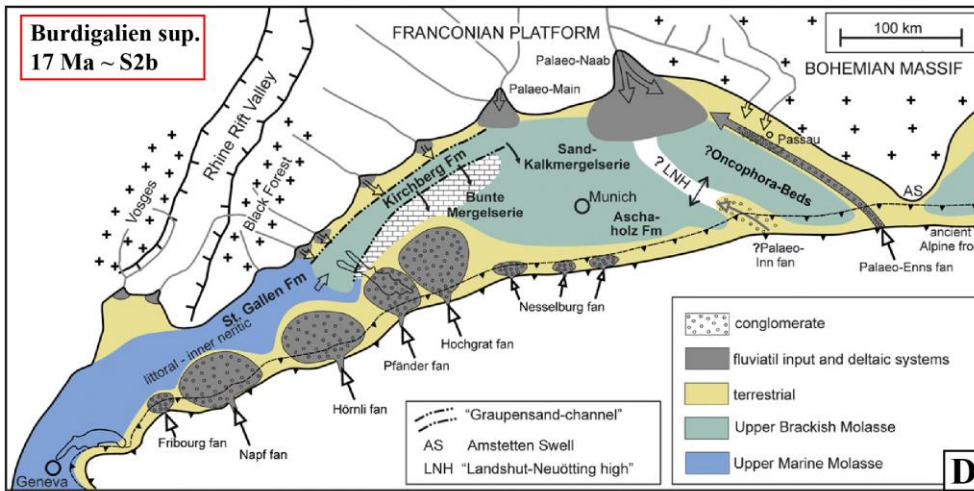 Burdigalien sup.
17 Ma ~ S2b
FRANCONIAN PLATFORM
100 km
BOHEMIAN MASSIF
Palaeo-Naab
Palaeo-Main
Passau
Rhine Rift Valley
Vosges
Black Forest
Kirchberg Fm
Sand-
Kalkmergelserie
? LNH
?Oncophora-Beds
AS
Bunte
Mergelserie
Munich
Ascha-
holz Fm
ancient
Alpine fro
?Palaeo-
Inn fan
Palaeo-Enns fan
St. Gallen Fm
littoral - inner neritic
Nesselburg fan
Hochgrat fan
Pfänder fan
Hörnli fan
Napf fan
Fribourg fan
Geneva
"Graupensand-channel"
AS Amstetten Swell
LNH "Landshut-Neuötting high"
conglomerate
fluviatil input and deltaic systems
terrestrial
Upper Brackish Molasse
Upper Marine Molasse
D